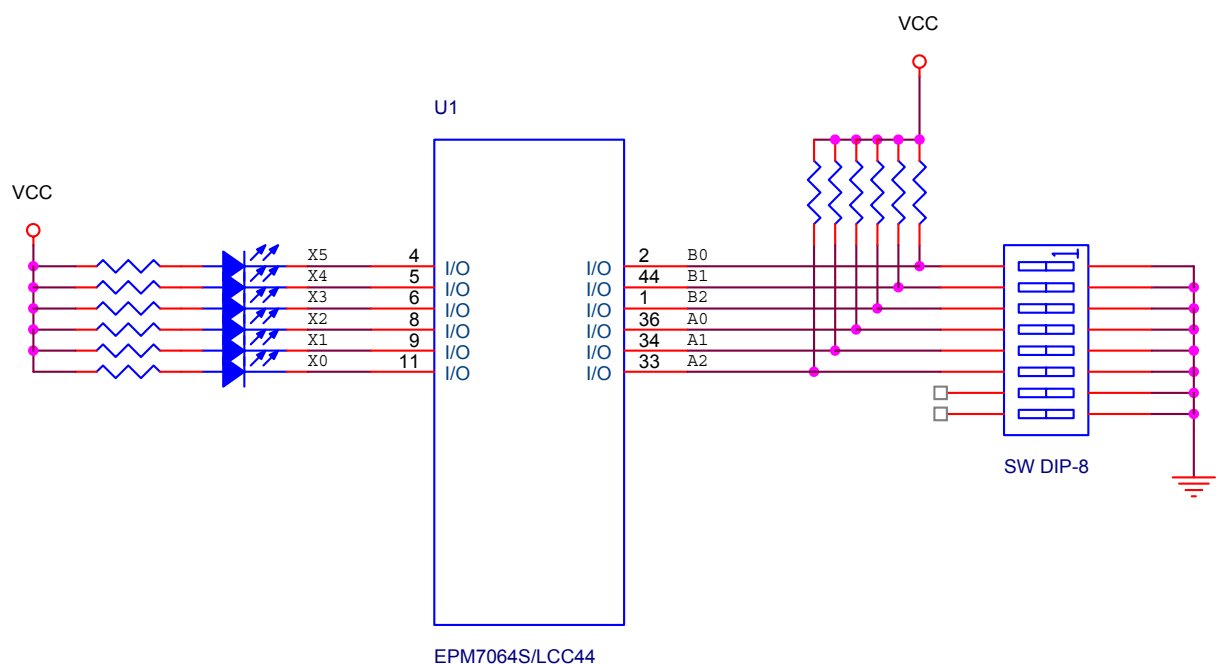 VCC
U1
VCC
X5 4 I/O I/O 2 B0 1
X4 5 I/O I/O 44 B1
X3 6 I/O I/O 1 B2
X2 8 I/O I/O 36 A0
X1 9 I/O I/O 34 A1
X0 11 I/O I/O 33 A2
SW DIP-8
EPM7064S/LCC44